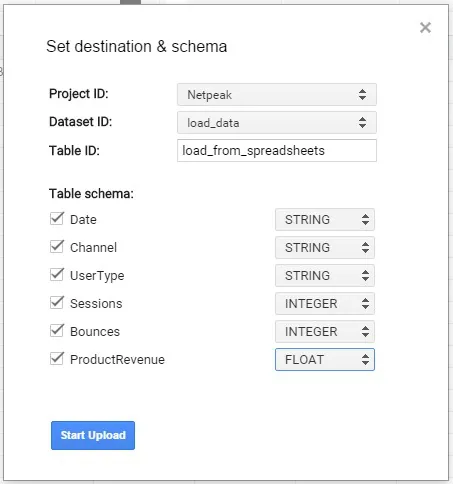 ×
Set destination & schema
Project ID: Netpeak
Dataset ID: load_data
Table ID: load_from_spreadsheets
Table schema:
Date STRING
Channel STRING
UserType STRING
Sessions INTEGER
Bounces INTEGER
ProductRevenue FLOAT
Start Upload